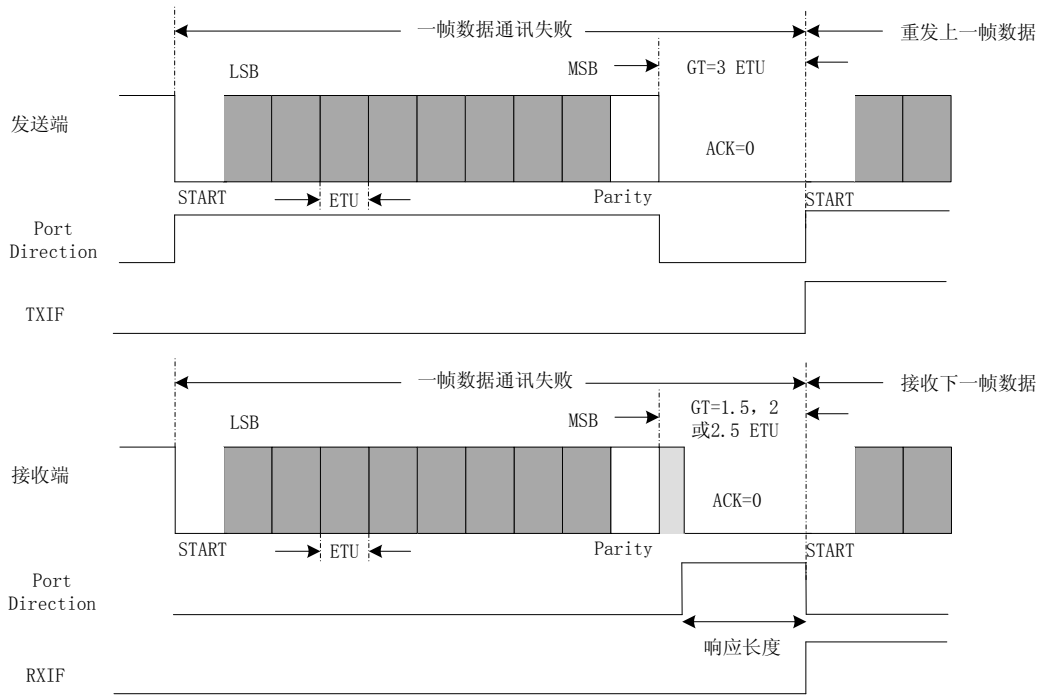 一帧数据通讯失败
重发上一帧数据
LSB
MSB
GT=3 ETU
发送端
ACK=0
START
ETU
Parity
START
Port
Direction
TXIF
一帧数据通讯失败
接收下一帧数据
LSB
MSB
GT=1.5，2
或2.5 ETU
接收端
ACK=0
START
ETU
Parity
START
Port
Direction
响应长度
RXIF